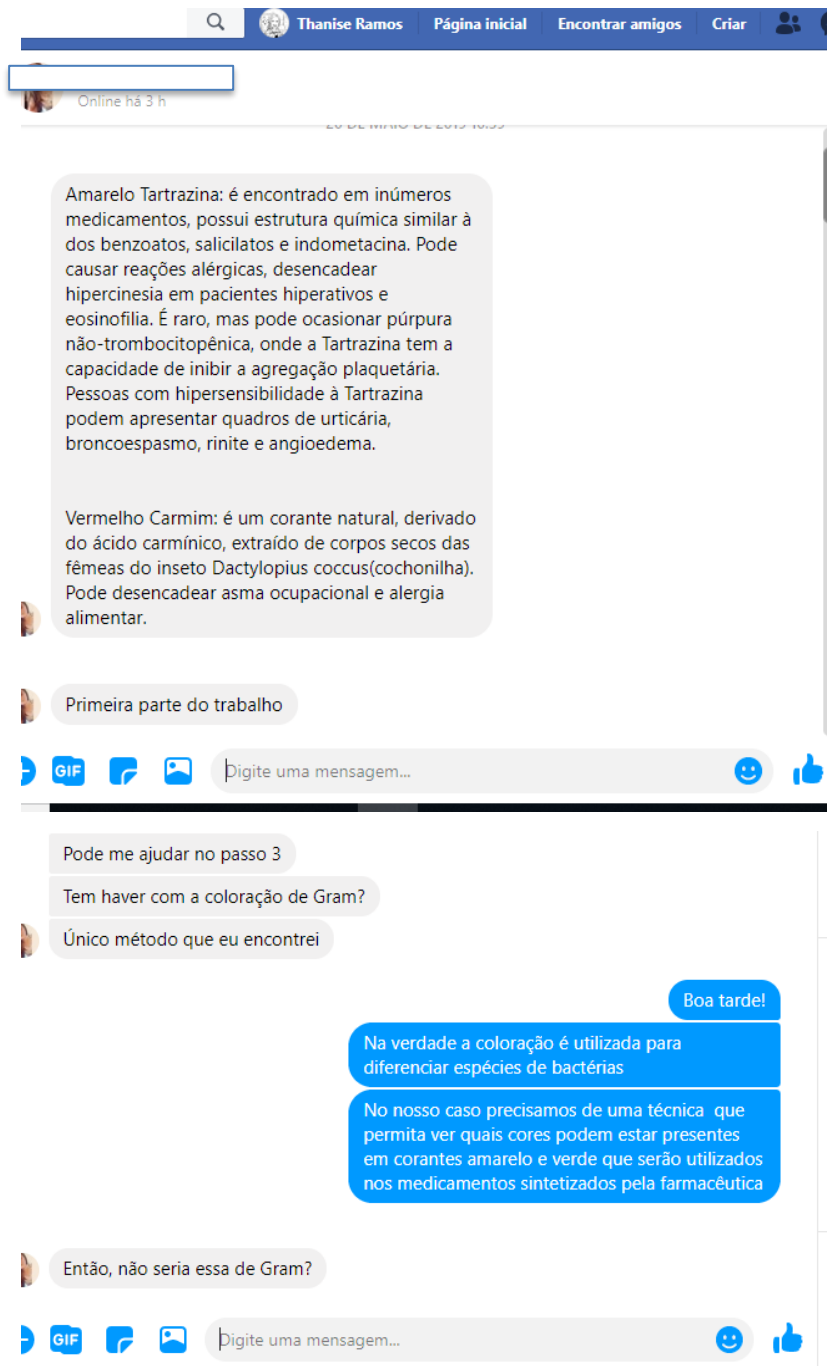 Thanise Ramos Página inicial Encontrar amigos Criar
Online há 3 h
20 DE MAIO DE 2019 10:39
Amarelo Tartrazina: é encontrado em inúmeros
medicamentos, possui estrutura química similar à
dos benzoatos, salicilatos e indometacina. Pode
causar reações alérgicas, desencadear
hipercinesia em pacientes hiperativos e
eosinofilia. É raro, mas pode ocasionar púrpura
não-trombocitopênica, onde a Tartrazina tem a
capacidade de inibir a agregação plaquetária.
Pessoas com hipersensibilidade à Tartrazina
podem apresentar quadros de urticária,
broncoespasmo, rinite e angioedema.
Vermelho Carmim: é um corante natural, derivado
do ácido carmínico, extraído de corpos secos das
fêmeas do inseto Dactylopius coccus(cochonilha).
Pode desencadear asma ocupacional e alergia
alimentar.
Primeira parte do trabalho
GIF Digite uma mensagem...
Pode me ajudar no passo 3
Tem haver com a coloração de Gram?
Único método que eu encontrei
Boa tarde!
Na verdade a coloração é utilizada para
diferenciar espécies de bactérias
No nosso caso precisamos de uma técnica que
permita ver quais cores podem estar presentes
em corantes amarelo e verde que serão utilizados
nos medicamentos sintetizados pela farmacêutica
Então, não seria essa de Gram?
GIF Digite uma mensagem...